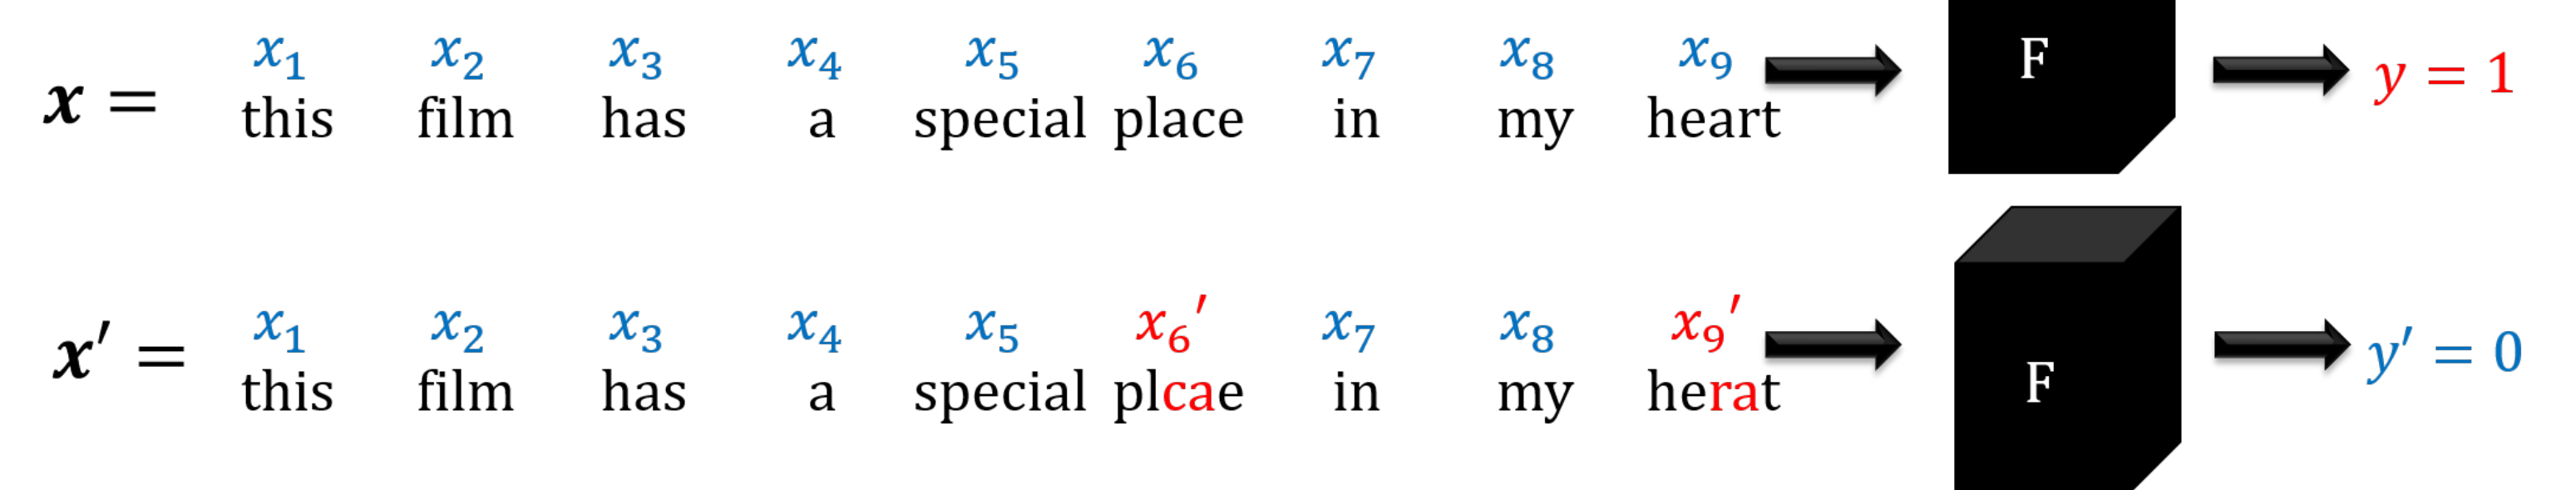 x₁ x₂ x₃ x₄ x₅ x₆ x₇ x₈ x₉
x = this film has a special place in my heart F y = 1
x₁ x₂ x₃ x₄ x₅ x₆′ x₇ x₈ x₉′
x′ = this film has a special plcae in my herat F y′ = 0